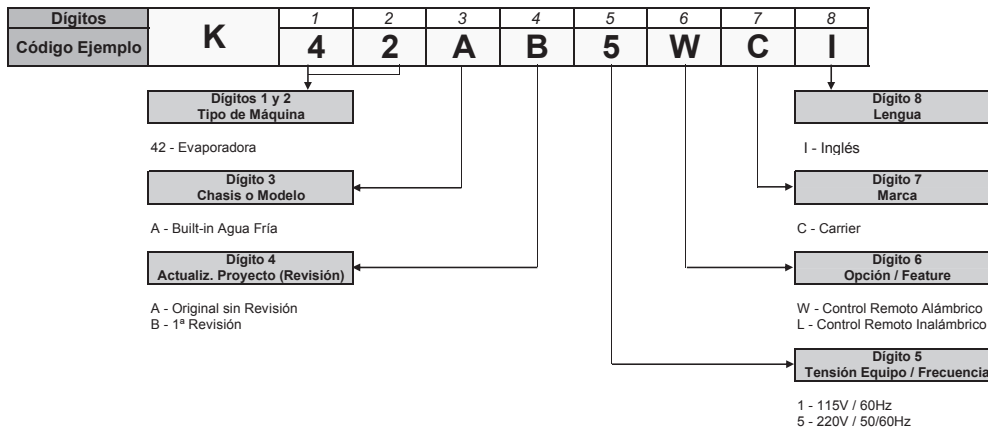 Dígitos 1 2 3 4 5 6 7 8
Código Ejemplo K 4 2 A B 5 W C I
Dígitos 1 y 2
Tipo de Máquina
42 - Evaporadora
Dígito 3
Chasis o Modelo
A - Built-in Agua Fría
Dígito 4
Actualiz. Proyecto (Revisión)
A - Original sin Revisión
B - 1ª Revisión
Dígito 8
Lengua
I - Inglés
Dígito 7
Marca
C - Carrier
Dígito 6
Opción / Feature
W - Control Remoto Alámbrico
L - Control Remoto Inalámbrico
Dígito 5
Tensión Equipo / Frecuencia
1 - 115V / 60Hz
5 - 220V / 50/60Hz